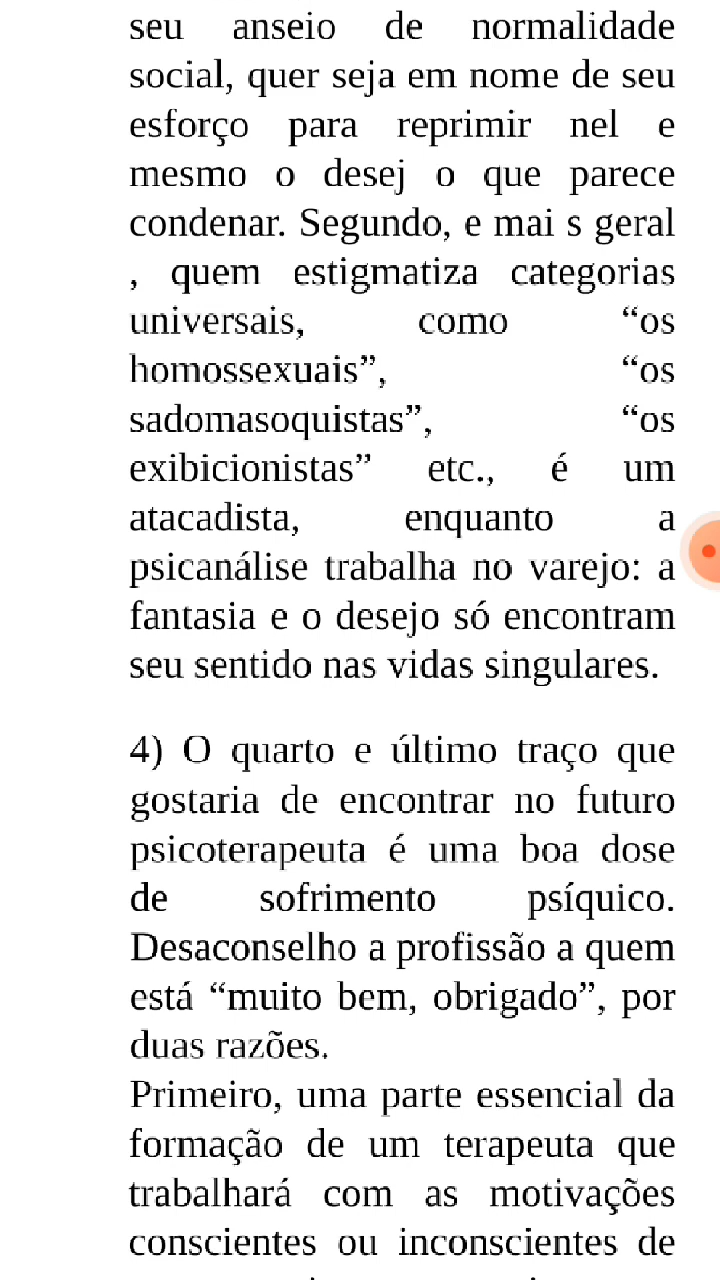 seu anseio de normalidade
social, quer seja em nome de seu
esforço para reprimir nel e
mesmo o desej o que parece
condenar. Segundo, e mai s geral
, quem estigmatiza categorias
universais, como “os
homossexuais”, “os
sadomasoquistas”, “os
exibicionistas” etc., é um
atacadista, enquanto a
psicanálise trabalha no varejo: a
fantasia e o desejo só encontram
seu sentido nas vidas singulares.
4) O quarto e último traço que
gostaria de encontrar no futuro
psicoterapeuta é uma boa dose
de sofrimento psíquico.
Desaconselho a profissão a quem
está “muito bem, obrigado”, por
duas razões.
Primeiro, uma parte essencial da
formação de um terapeuta que
trabalhará com as motivações
conscientes ou inconscientes de